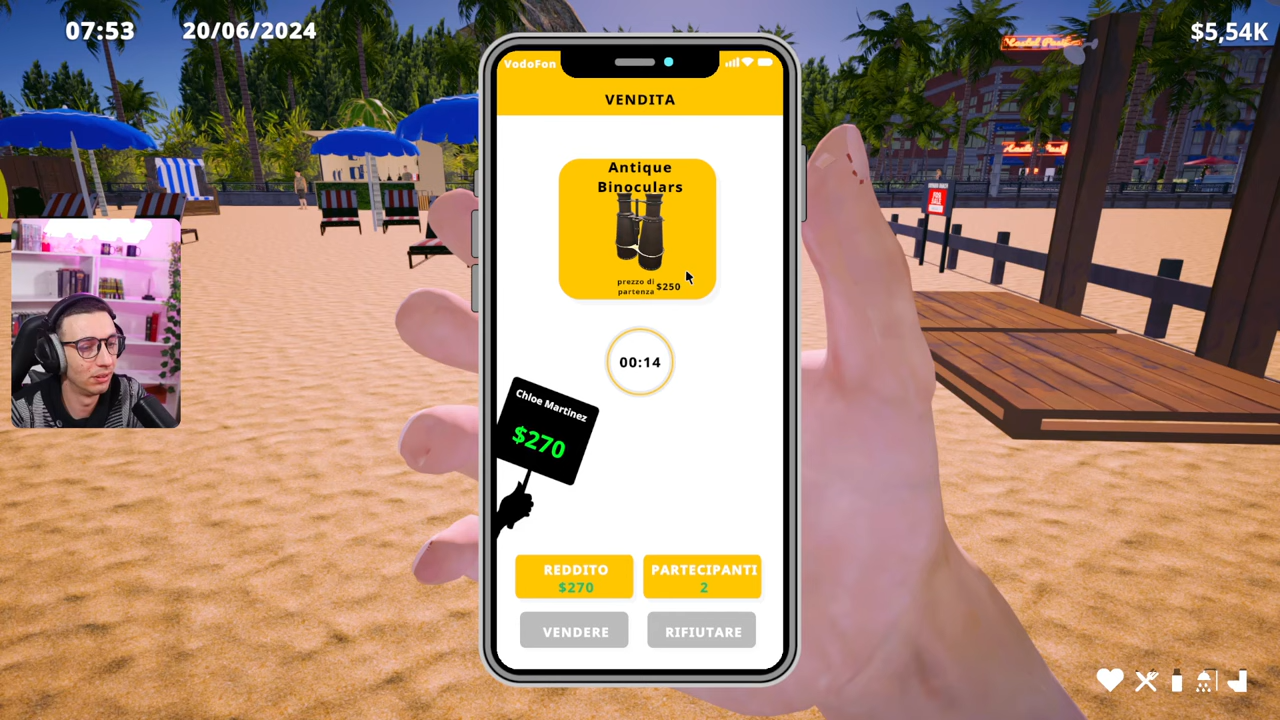 07:53
20/06/2024
$5,54K
VodoFon
VENDITA
Antique
Binoculars
prezzo di
partenza $250
00:14
Chloe Martinez
$270
REDDITO
$270
PARTECIPANTI
2
VENDERE
RIFIUTARE